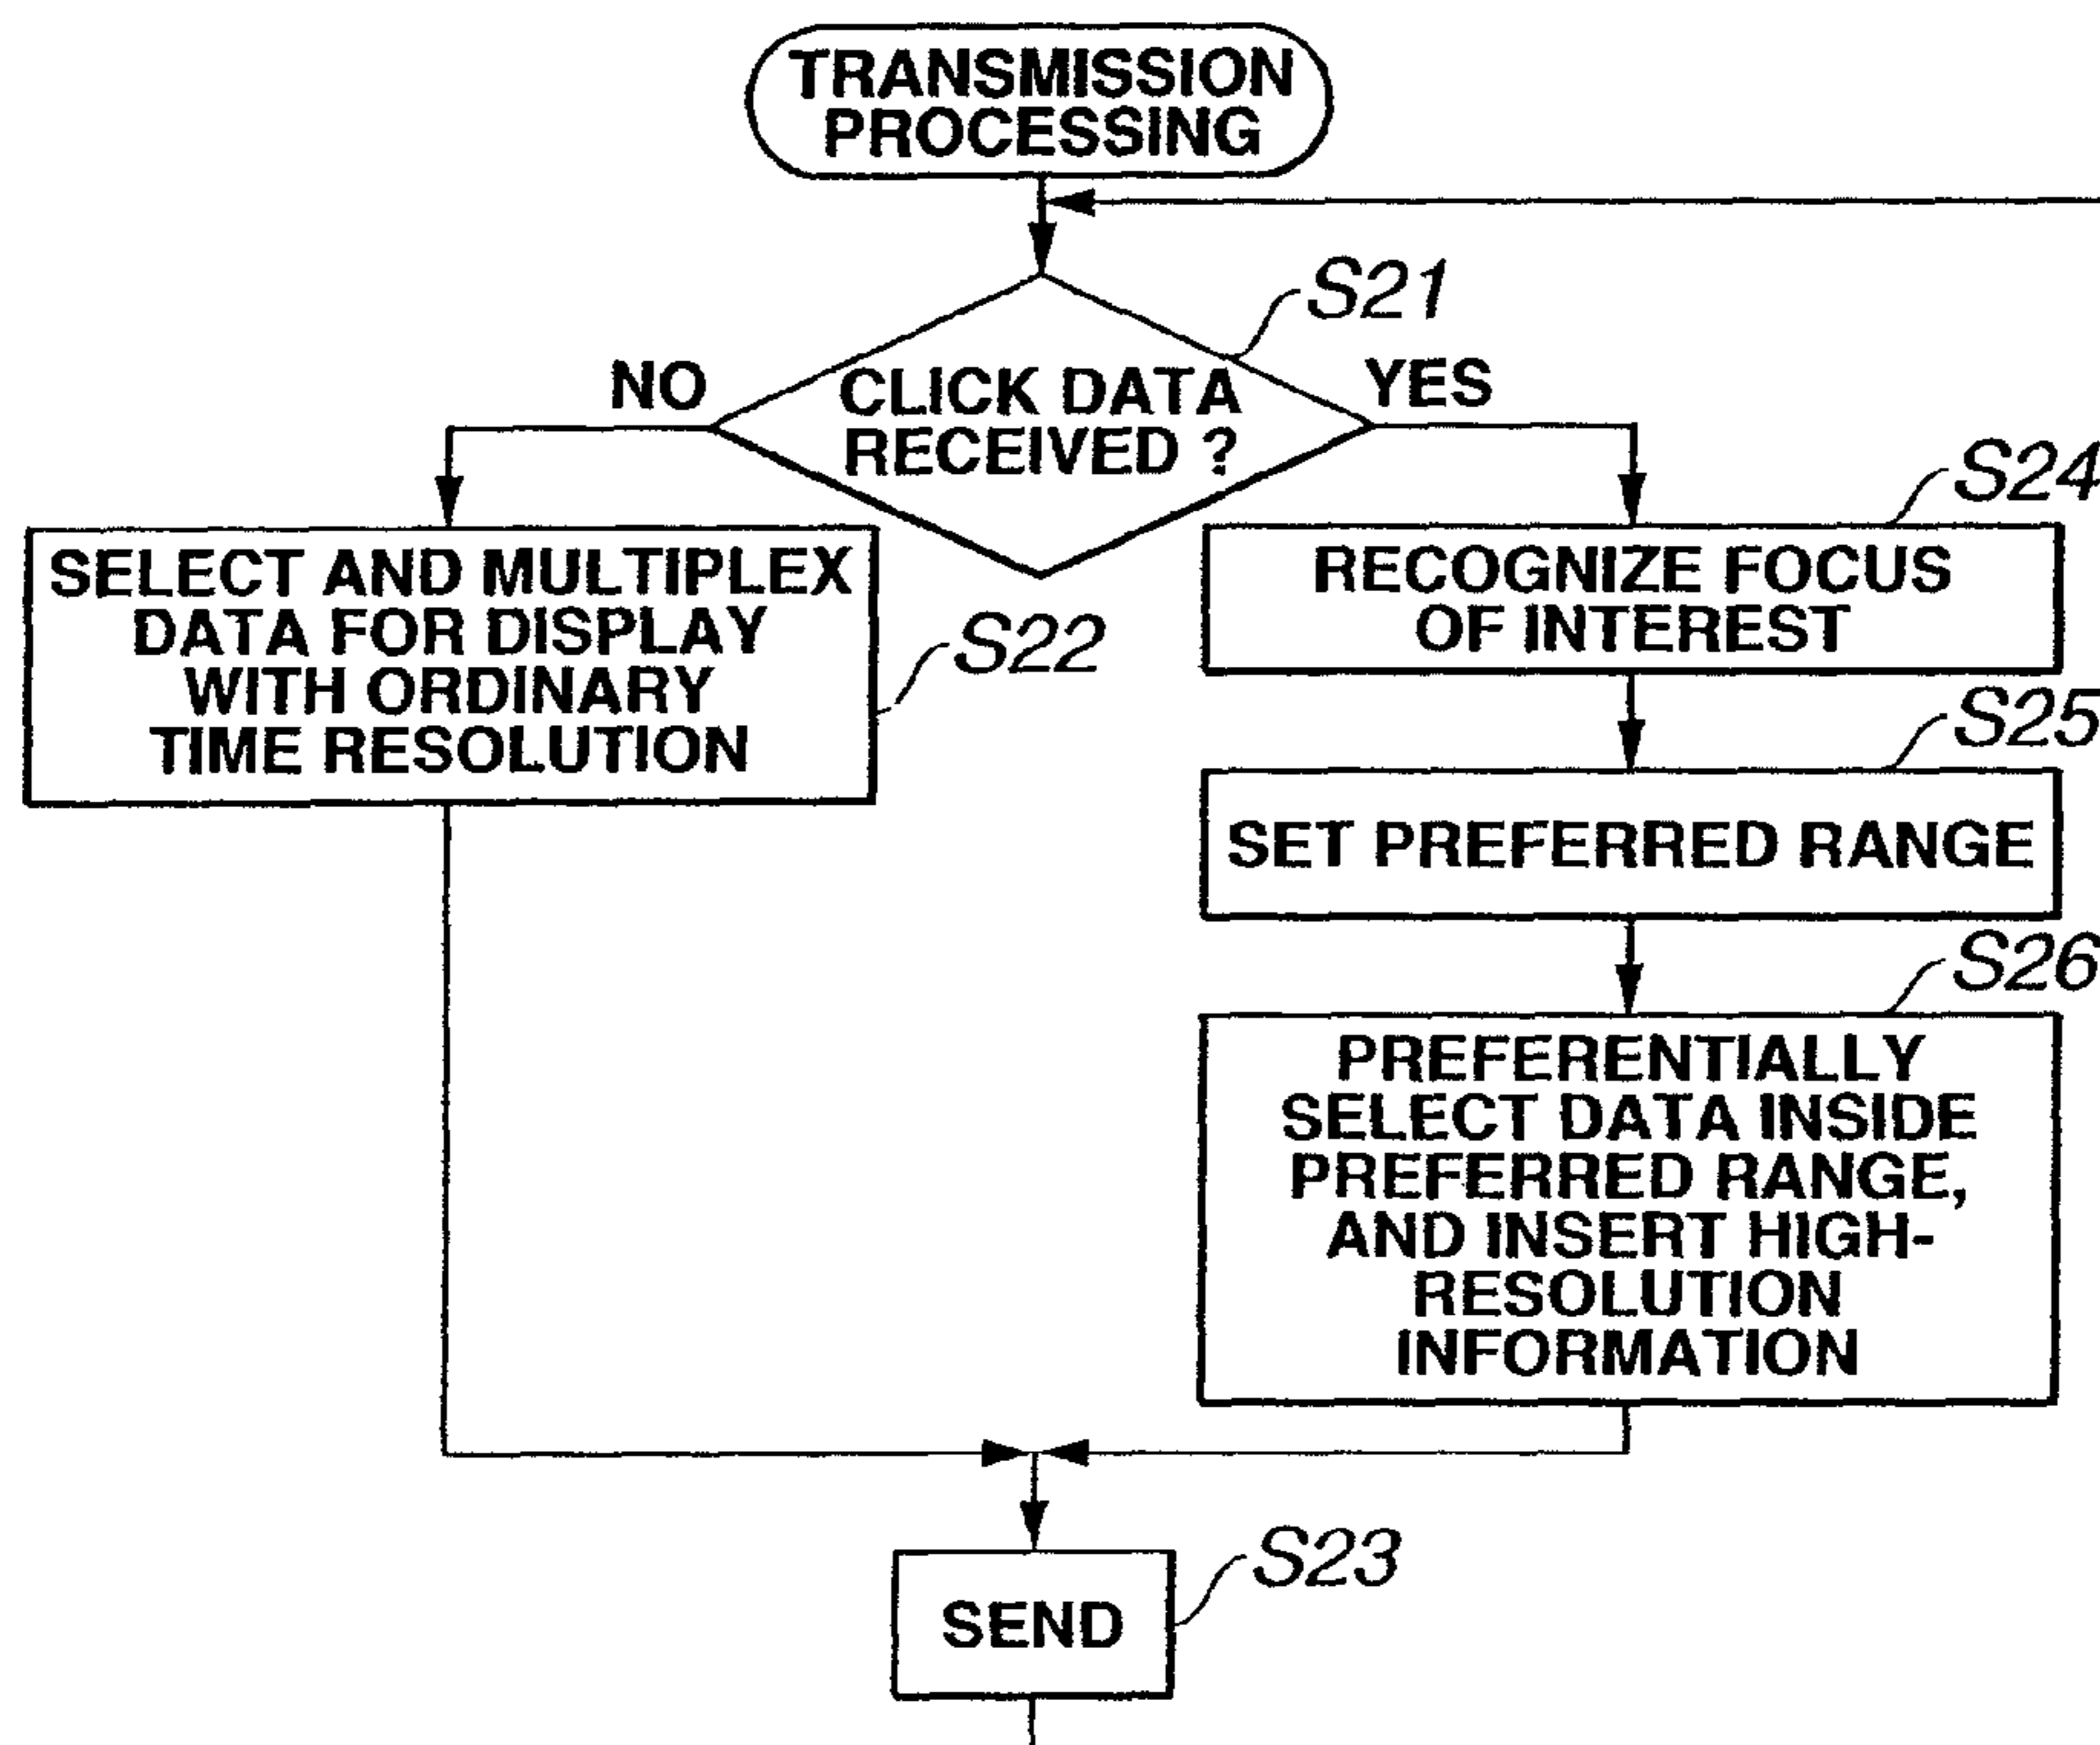 TRANSMISSION
PROCESSING
S21
NO
CLICK DATA
RECEIVED ?
YES
SELECT AND MULTIPLEX
DATA FOR DISPLAY
WITH ORDINARY
TIME RESOLUTION
S22
S24
RECOGNIZE FOCUS
OF INTEREST
S25
SET PREFERRED RANGE
S26
PREFERENTIALLY
SELECT DATA INSIDE
PREFERRED RANGE,
AND INSERT HIGH-
RESOLUTION
INFORMATION
S23
SEND